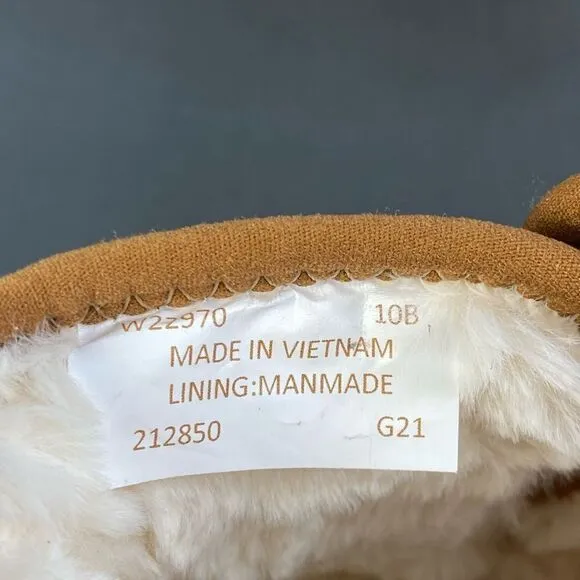 W22970 10B
MADE IN VIETNAM
LINING:MANMADE
212850 G21